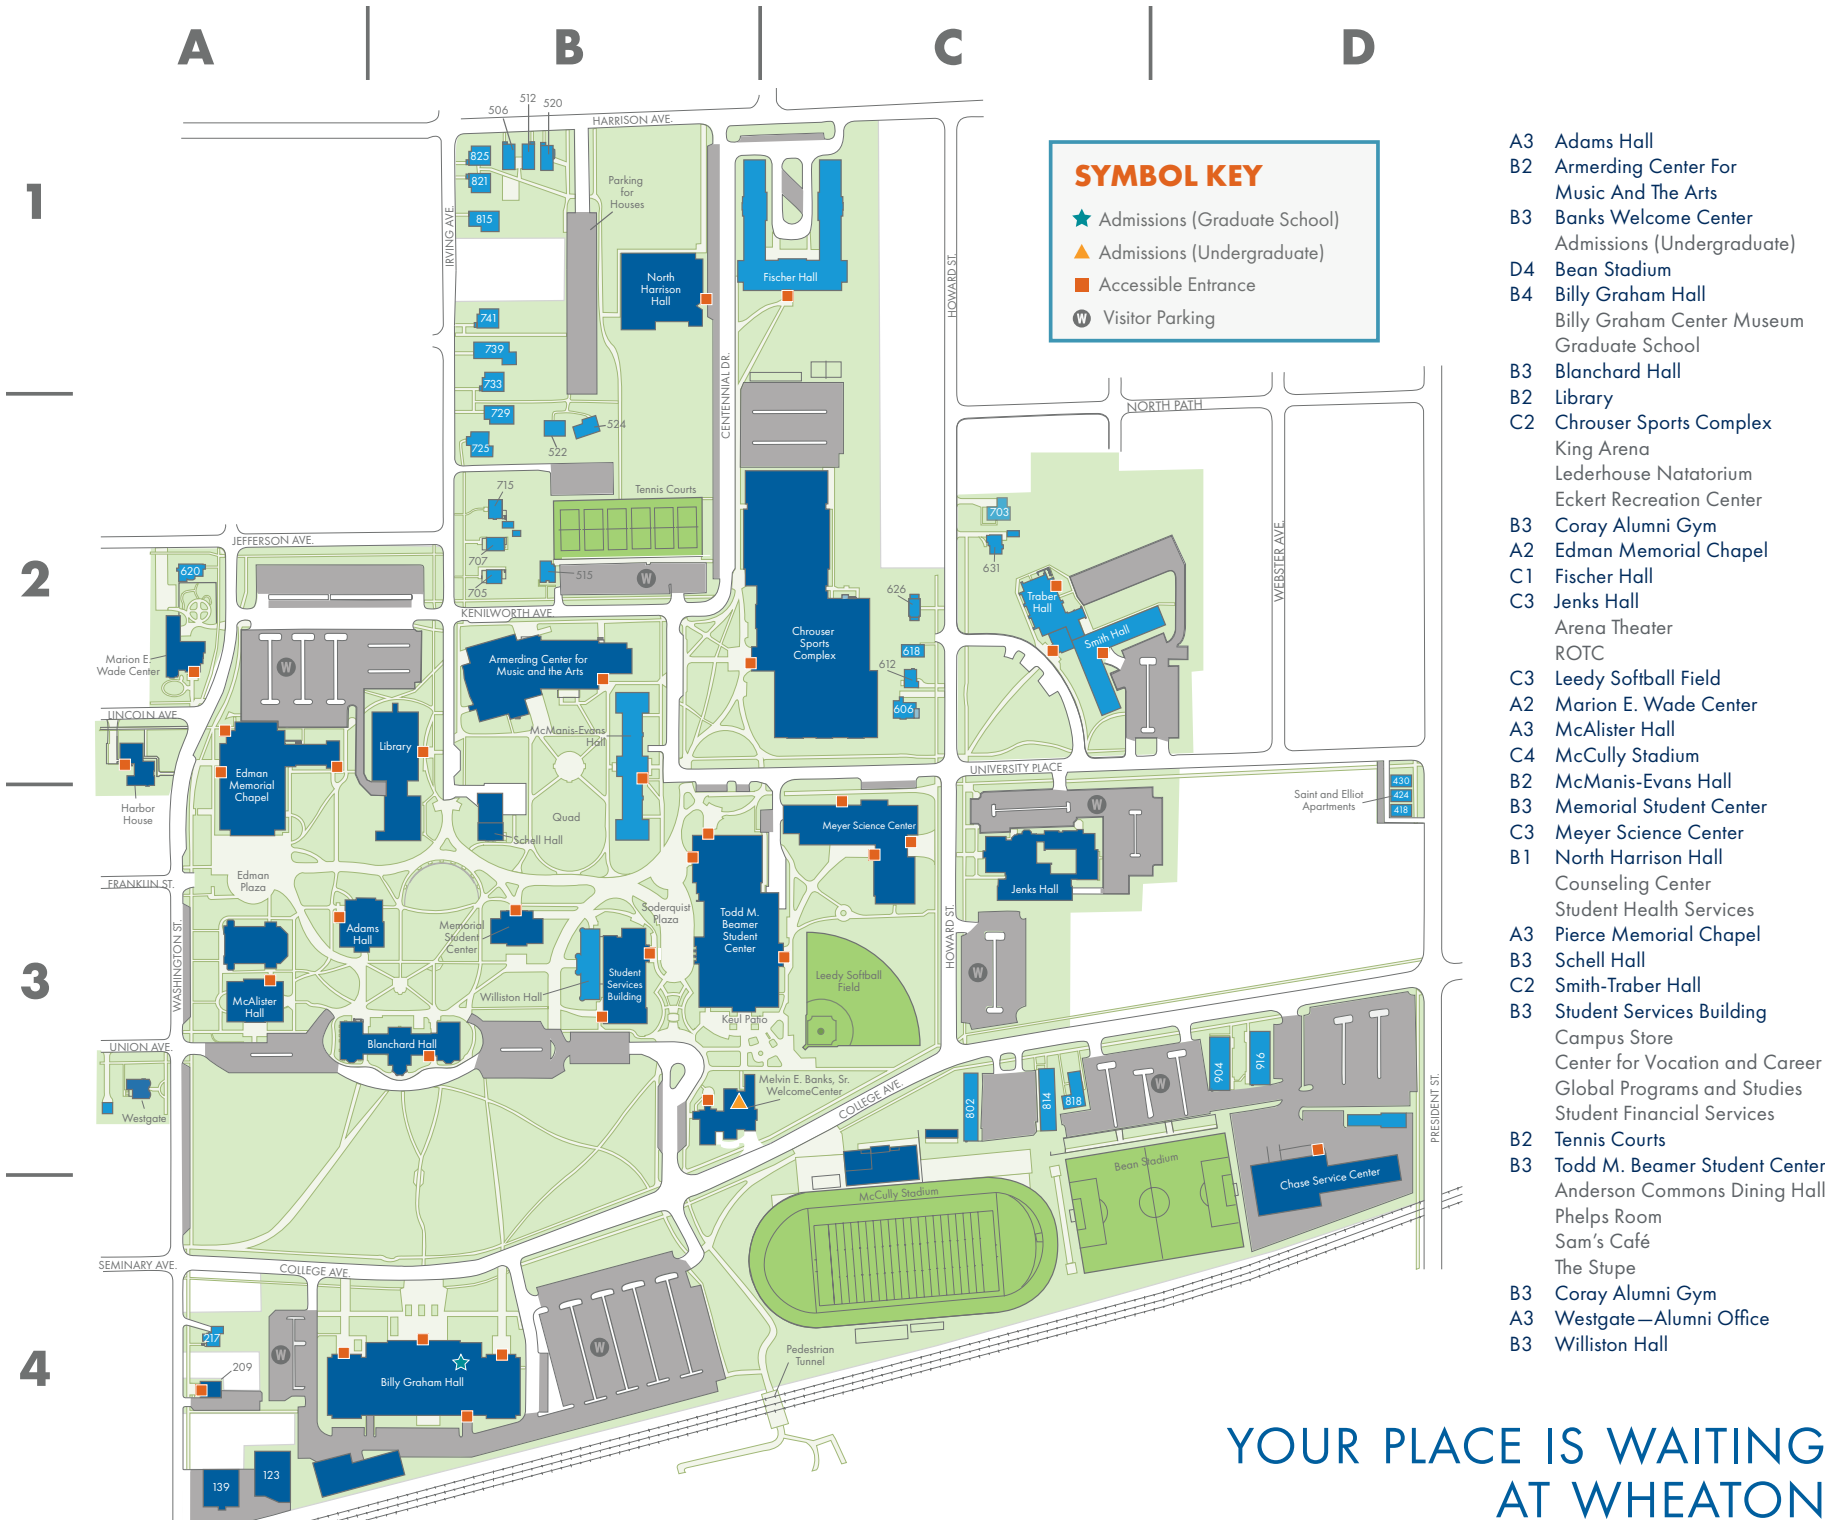 A
B
C
D
1
2
3
4
HARRISON AVE.
506
512
520
825
821
815
Parking
for
Houses
IRVING AVE.
North
Harrison
Hall
Fischer Hall
HOWARD ST.
CENTENNIAL DR.
741
739
733
729
725
522
524
SYMBOL KEY
Admissions (Graduate School)
Admissions (Undergraduate)
Accessible Entrance
W Visitor Parking
NORTH PATH
WEBSTER AVE.
715
707
705
515
Tennis Courts
W
JEFFERSON AVE.
KENILWORTH AVE.
620
Marion E.
Wade Center
W
LINCOLN AVE
Armerding Center for
Music and the Arts
McManis-Evans
Hall
Library
Chrouser
Sports
Complex
626
618
612
606
703
631
Traber
Hall
Smith Hall
UNIVERSITY PLACE
Edman
Memorial
Chapel
Harbor
House
Quad
Schell Hall
Meyer Science Center
W
Jenks Hall
Saint and Elliot
Apartments
430
424
418
FRANKLIN ST.
Edman
Plaza
WASHINGTON ST.
Adams
Hall
Memorial
Student
Center
Soderquist
Plaza
Todd M.
Beamer
Student
Center
Leedy Softball
Field
HOWARD ST.
W
McAlister
Hall
Williston Hall
Student
Services
Building
Keul Patio
UNION AVE.
Blanchard Hall
Westgate
Melvin E. Banks, Sr.
WelcomeCenter
COLLEGE AVE.
802
814
818
W
904
916
PRESIDENT ST.
Bean Stadium
Chase Service Center
McCully Stadium
SEMINARY AVE.
COLLEGE AVE.
217
209
W
Billy Graham Hall
W
Pedestrian
Tunnel
139
123
A3 Adams Hall
B2 Armerding Center For
Music And The Arts
B3 Banks Welcome Center
Admissions (Undergraduate)
D4 Bean Stadium
B4 Billy Graham Hall
Billy Graham Center Museum
Graduate School
B3 Blanchard Hall
B2 Library
C2 Chrouser Sports Complex
King Arena
Lederhouse Natatorium
Eckert Recreation Center
B3 Coray Alumni Gym
A2 Edman Memorial Chapel
C1 Fischer Hall
C3 Jenks Hall
Arena Theater
ROTC
C3 Leedy Softball Field
A2 Marion E. Wade Center
A3 McAlister Hall
C4 McCully Stadium
B2 McManis-Evans Hall
B3 Memorial Student Center
C3 Meyer Science Center
B1 North Harrison Hall
Counseling Center
Student Health Services
A3 Pierce Memorial Chapel
B3 Schell Hall
C2 Smith-Traber Hall
B3 Student Services Building
Campus Store
Center for Vocation and Career
Global Programs and Studies
Student Financial Services
B2 Tennis Courts
B3 Todd M. Beamer Student Center
Anderson Commons Dining Hall
Phelps Room
Sam's Café
The Stupe
B3 Coray Alumni Gym
A3 Westgate—Alumni Office
B3 Williston Hall
YOUR PLACE IS WAITING
AT WHEATON